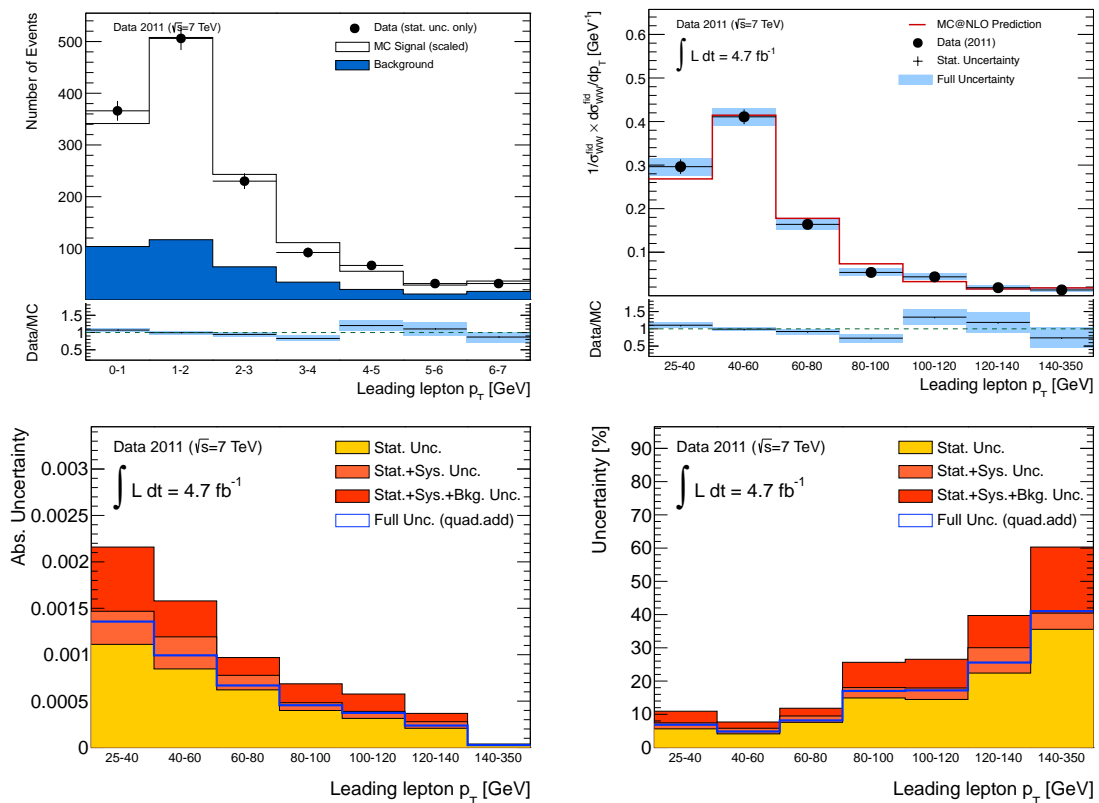 Data 2011 (√s=7 TeV)
Data (stat. unc. only)
MC Signal (scaled)
Background
Number of Events
500
400
300
200
100
Data/MC
1.5
1
0.5
0-1 1-2 2-3 3-4 4-5 5-6 6-7
Leading lepton pT [GeV]
Data 2011 (√s=7 TeV)
∫ L dt = 4.7 fb-1
MC@NLO Prediction
Data (2011)
Stat. Uncertainty
Full Uncertainty
1/σfidWW × dσfidWW/dpT [GeV-1]
0.6
0.5
0.4
0.3
0.2
0.1
Data/MC
1.5
1
0.5
25-40 40-60 60-80 80-100 100-120 120-140 140-350
Leading lepton pT [GeV]
Data 2011 (√s=7 TeV)
∫ L dt = 4.7 fb-1
Stat. Unc.
Stat.+Sys. Unc.
Stat.+Sys.+Bkg. Unc.
Full Unc. (quad.add)
Abs. Uncertainty
0.003
0.0025
0.002
0.0015
0.001
0.0005
0
25-40 40-60 60-80 80-100 100-120 120-140 140-350
Leading lepton pT [GeV]
Data 2011 (√s=7 TeV)
∫ L dt = 4.7 fb-1
Stat. Unc.
Stat.+Sys. Unc.
Stat.+Sys.+Bkg. Unc.
Full Unc. (quad.add)
Uncertainty [%]
90
80
70
60
50
40
30
20
10
0
25-40 40-60 60-80 80-100 100-120 120-140 140-350
Leading lepton pT [GeV]